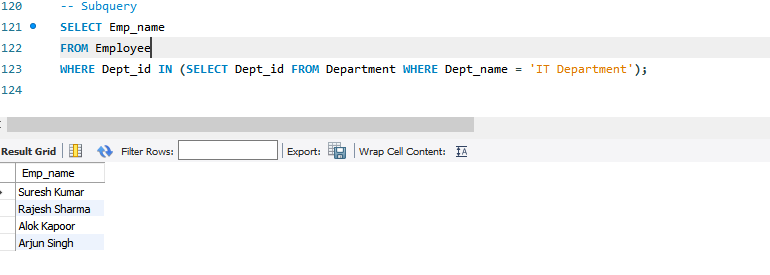 120 -- Subquery
121 SELECT Emp_name
122 FROM Employee
123 WHERE Dept_id IN (SELECT Dept_id FROM Department WHERE Dept_name = 'IT Department');
124
Result Grid Filter Rows: Export: Wrap Cell Content:
Emp_name
Suresh Kumar
Rajesh Sharma
Alok Kapoor
Arjun Singh